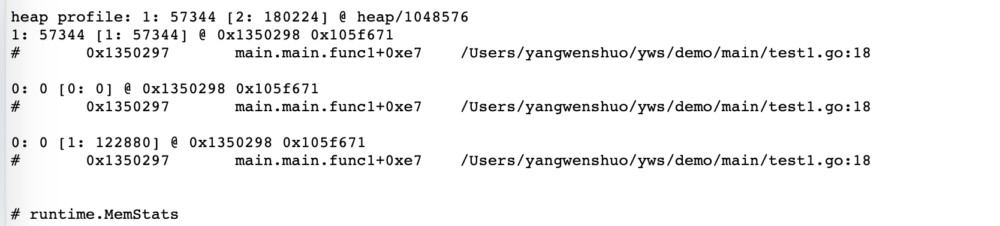 heap profile: 1: 57344 [2: 180224] @ heap/1048576
1: 57344 [1: 57344] @ 0x1350298 0x105f671
#	0x1350297	main.main.func1+0xe7	/Users/yangwenshuo/yws/demo/main/test1.go:18
0: 0 [0: 0] @ 0x1350298 0x105f671
#	0x1350297	main.main.func1+0xe7	/Users/yangwenshuo/yws/demo/main/test1.go:18
0: 0 [1: 122880] @ 0x1350298 0x105f671
#	0x1350297	main.main.func1+0xe7	/Users/yangwenshuo/yws/demo/main/test1.go:18
# runtime.MemStats